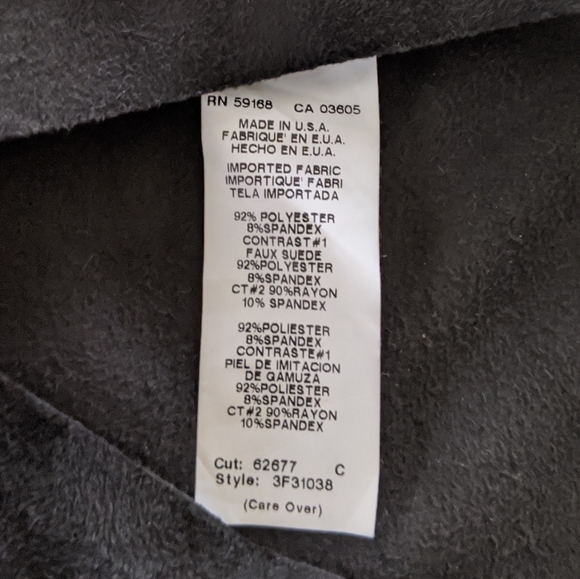 RN 59168 CA 03605
MADE IN U.S.A.
FABRIQUE' EN E.U.A.
HECHO EN E.U.A.
IMPORTED FABRIC
IMPORTIQUE' FABRI
TELA IMPORTADA
92% POLYESTER
8%SPANDEX
CONTRAST#1
FAUX SUEDE
92%POLYESTER
8%SPANDEX
CT#2 90%RAYON
10% SPANDEX
92%POLIESTER
8%SPANDEX
CONTRASTE#1
PIEL DE IMITACION
DE GAMUZA
92%POLIESTER
8%SPANDEX
CT#2 90%RAYON
10%SPANDEX
Cut: 62677 C
Style: 3F31038
(Care Over)